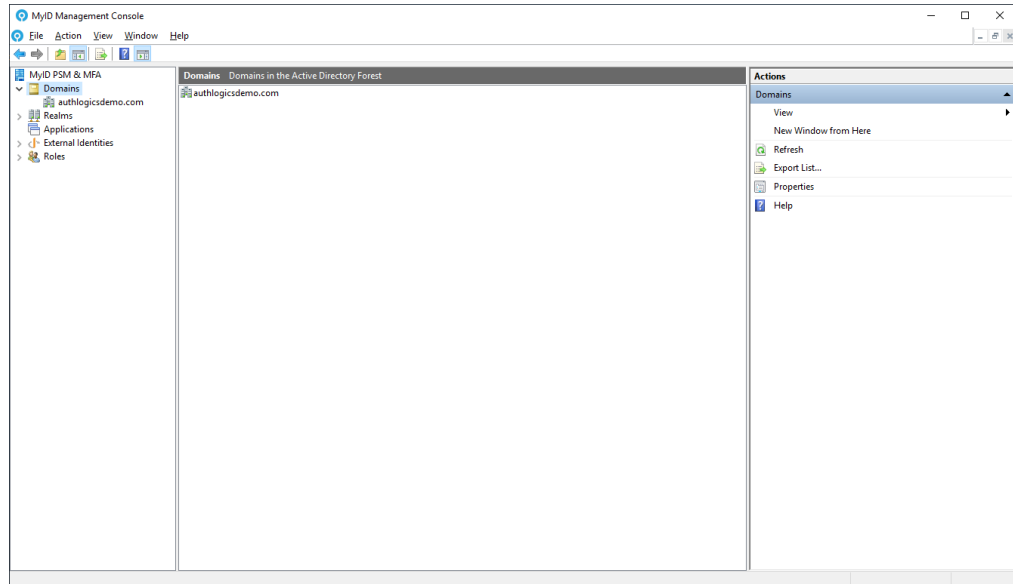 MyID Management Console
File Action View Window Help
MyID PSM & MFA
Domains
authlogicsdemo.com
Realms
Applications
External Identities
Roles
Domains Domains in the Active Directory Forest
authlogicsdemo.com
Actions
Domains
View
New Window from Here
Refresh
Export List...
Properties
Help